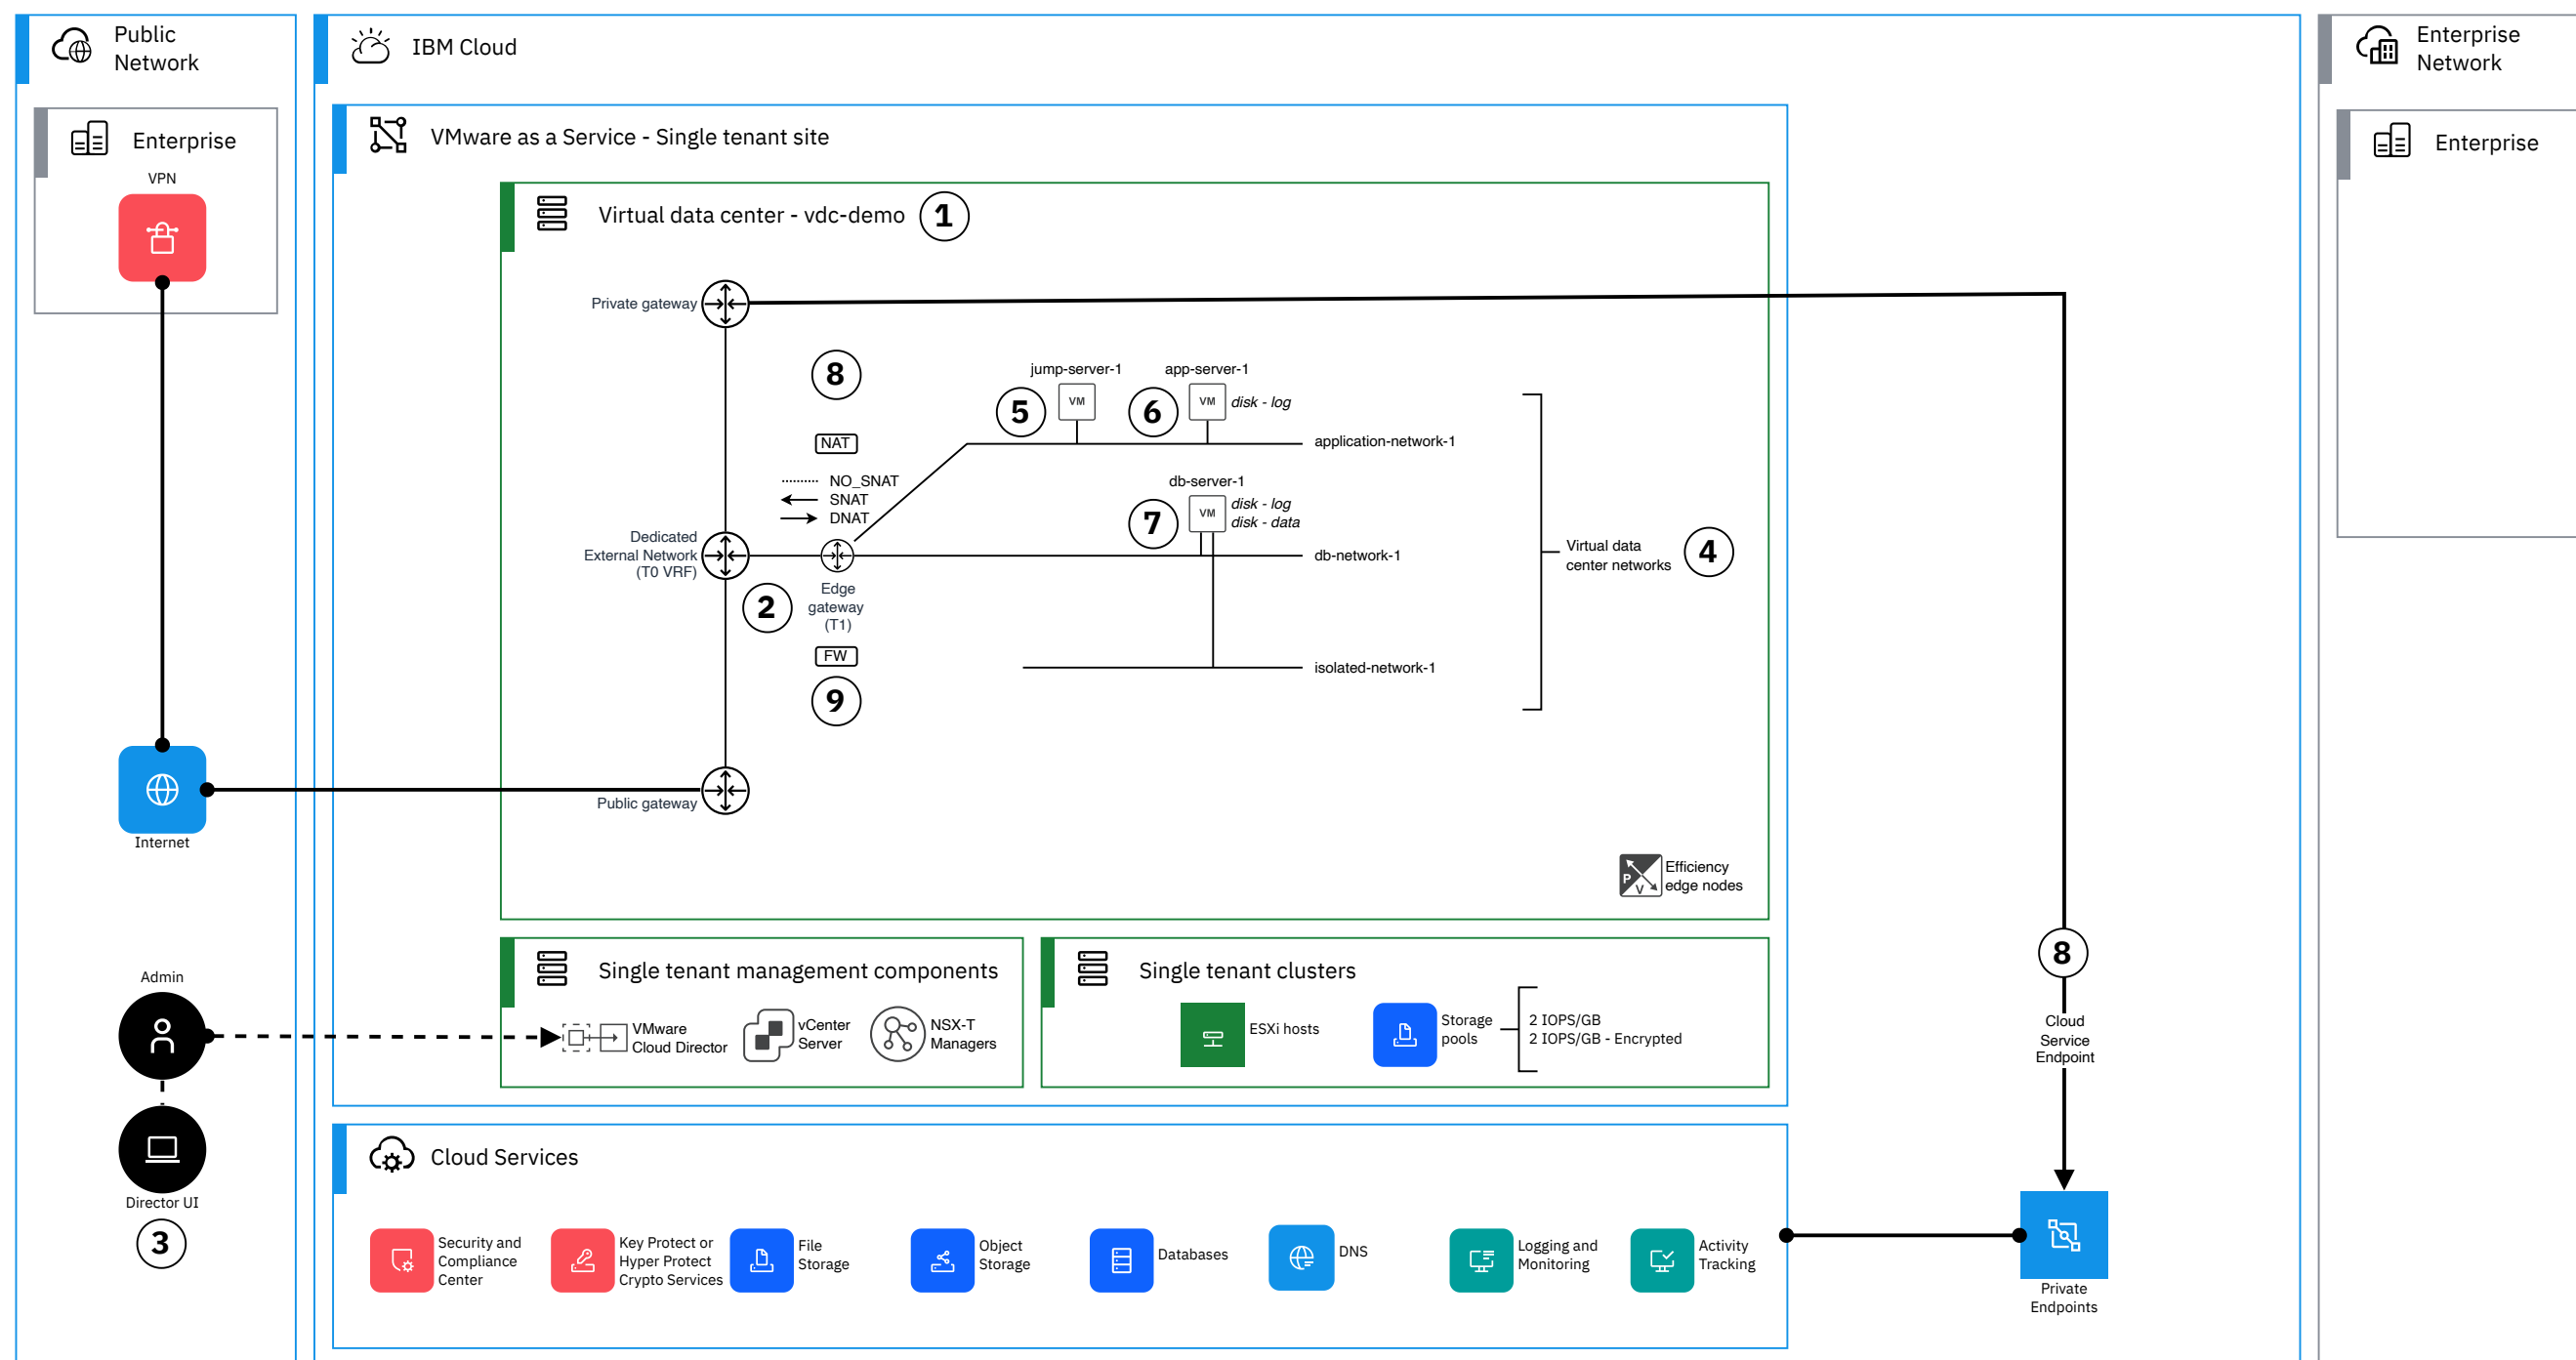 Public
Network
IBM Cloud
Enterprise
Network
Enterprise
VPN
VMware as a Service - Single tenant site
Enterprise
Virtual data center - vdc-demo
1
Private gateway
8
jump-server-1
app-server-1
5
VM
6
VM
disk - log
NAT
application-network-1
NO_SNAT
SNAT
DNAT
db-server-1
7
VM
disk - log
disk - data
Dedicated
External Network
(T0 VRF)
db-network-1
Virtual data
center networks
4
2
Edge
gateway
(T1)
FW
9
isolated-network-1
Public gateway
Internet
P
V
Efficiency
edge nodes
Admin
Single tenant management components
VMware
Cloud Director
vCenter
Server
NSX-T
Managers
Single tenant clusters
ESXi hosts
Storage
pools
2 IOPS/GB
2 IOPS/GB - Encrypted
8
Cloud
Service
Endpoint
Director UI
3
Cloud Services
Security and
Compliance
Center
Key Protect or
Hyper Protect
Crypto Services
File
Storage
Object
Storage
Databases
DNS
Logging and
Monitoring
Activity
Tracking
Private
Endpoints